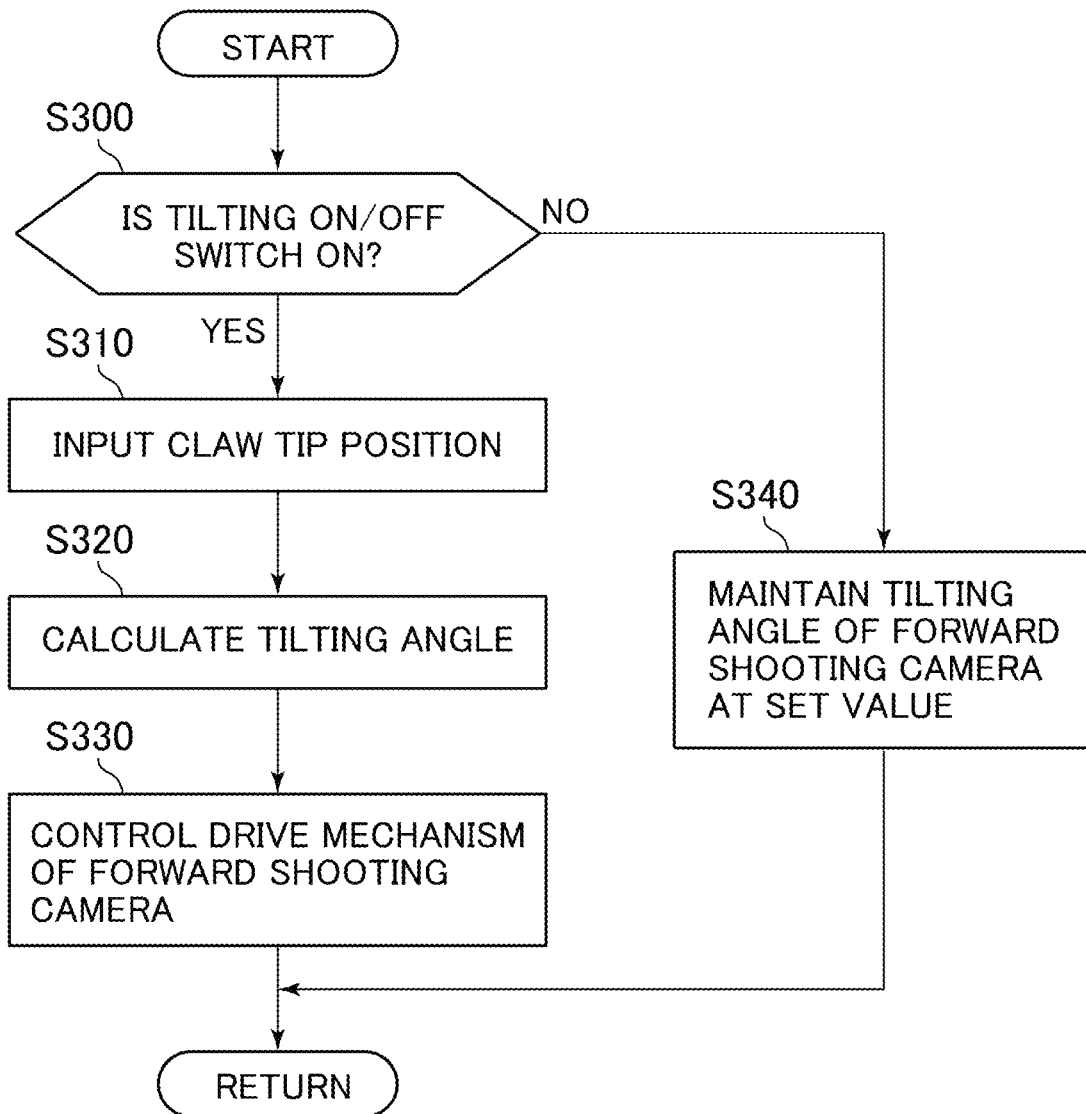 START
S300
IS TILTING ON/OFF
SWITCH ON?
NO
YES
S310
INPUT CLAW TIP POSITION
S320
CALCULATE TILTING ANGLE
S330
CONTROL DRIVE MECHANISM
OF FORWARD SHOOTING
CAMERA
S340
MAINTAIN TILTING
ANGLE OF FORWARD
SHOOTING CAMERA
AT SET VALUE
RETURN